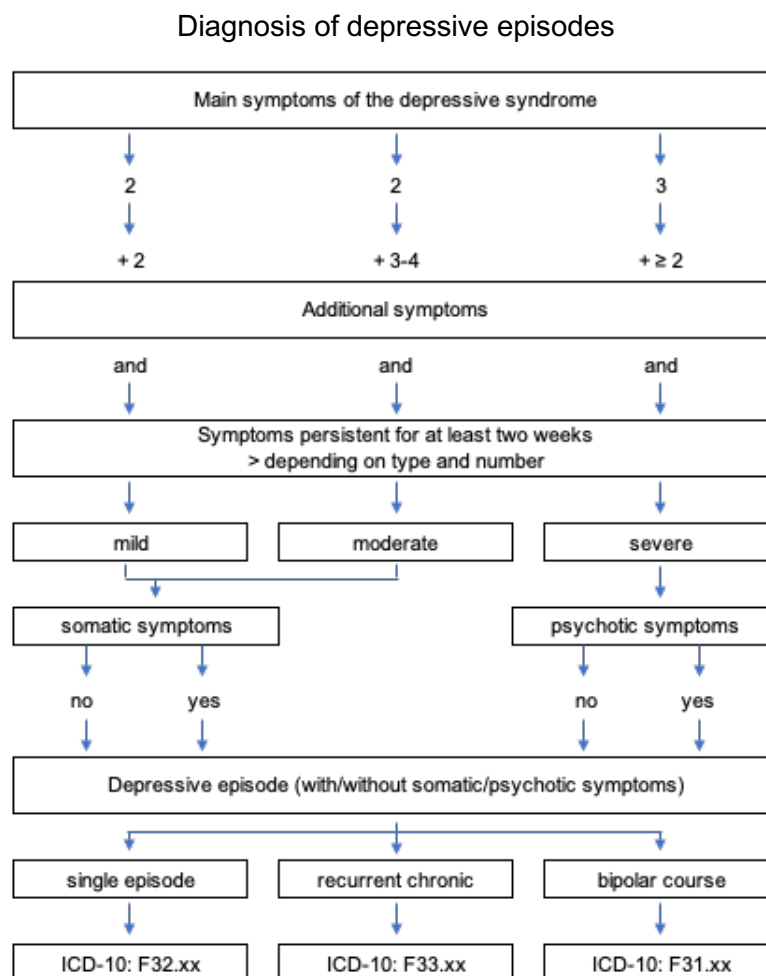 Diagnosis of depressive episodes
Main symptoms of the depressive syndrome
2 2 3
+ 2 + 3-4 + ≥ 2
Additional symptoms
and and and
Symptoms persistent for at least two weeks
> depending on type and number
mild moderate severe
somatic symptoms psychotic symptoms
no yes no yes
Depressive episode (with/without somatic/psychotic symptoms)
single episode recurrent chronic bipolar course
ICD-10: F32.xx ICD-10: F33.xx ICD-10: F31.xx